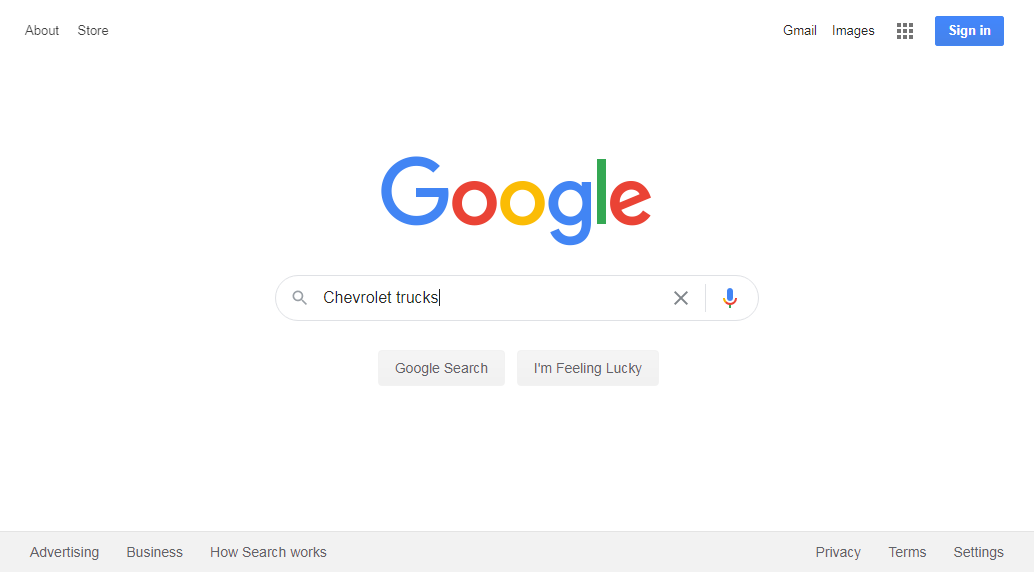 About Store Gmail Images Sign in
Google
Chevrolet trucks
Google Search I'm Feeling Lucky
Advertising Business How Search works Privacy Terms Settings